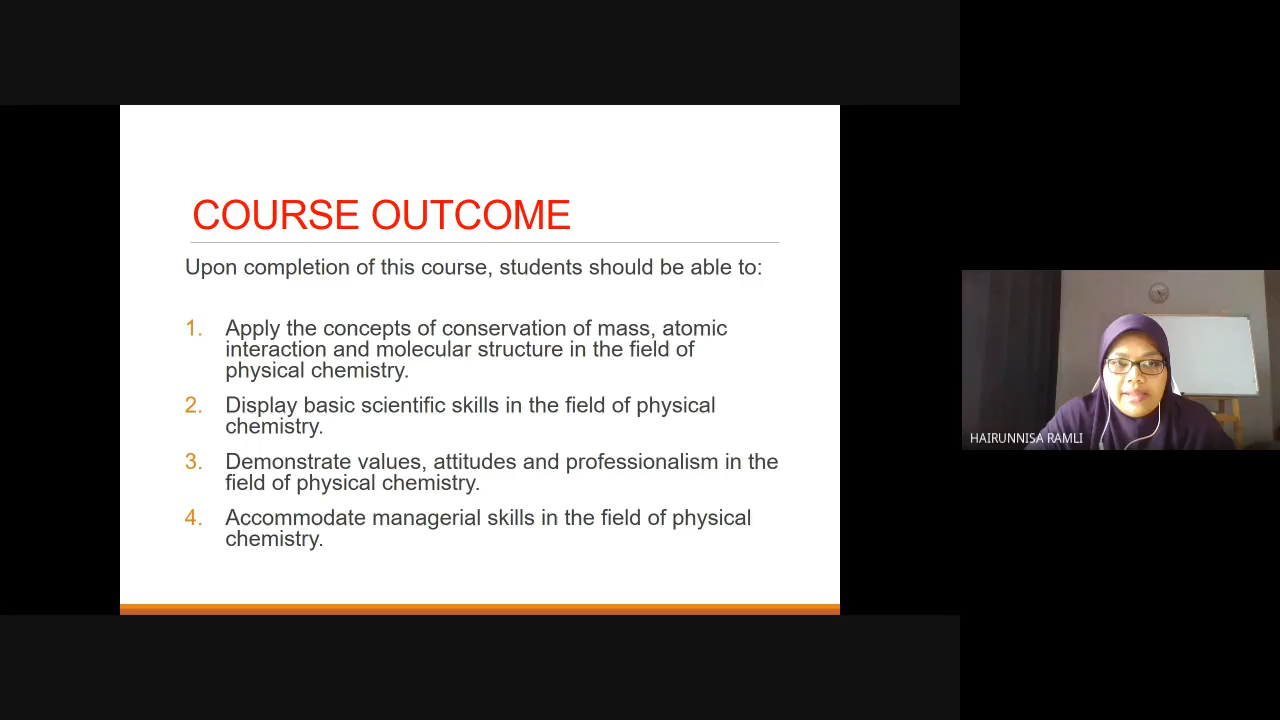 COURSE OUTCOME
Upon completion of this course, students should be able to:
1. Apply the concepts of conservation of mass, atomic
interaction and molecular structure in the field of
physical chemistry.
2. Display basic scientific skills in the field of physical
chemistry.
3. Demonstrate values, attitudes and professionalism in the
field of physical chemistry.
4. Accommodate managerial skills in the field of physical
chemistry.
HAIRUNNISA RAMLI